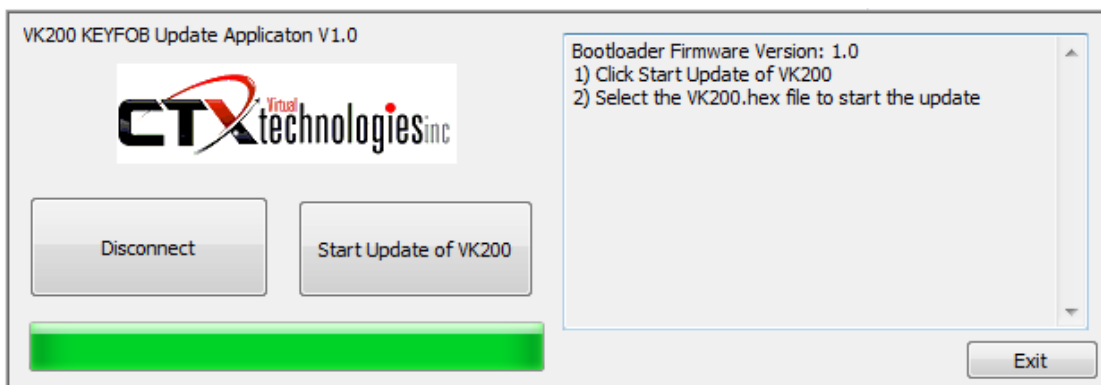 VK200 KEYFOB Update Applicaton V1.0
CTX Virtual technologies inc
Disconnect
Start Update of VK200
Bootloader Firmware Version: 1.0
1) Click Start Update of VK200
2) Select the VK200.hex file to start the update
Exit